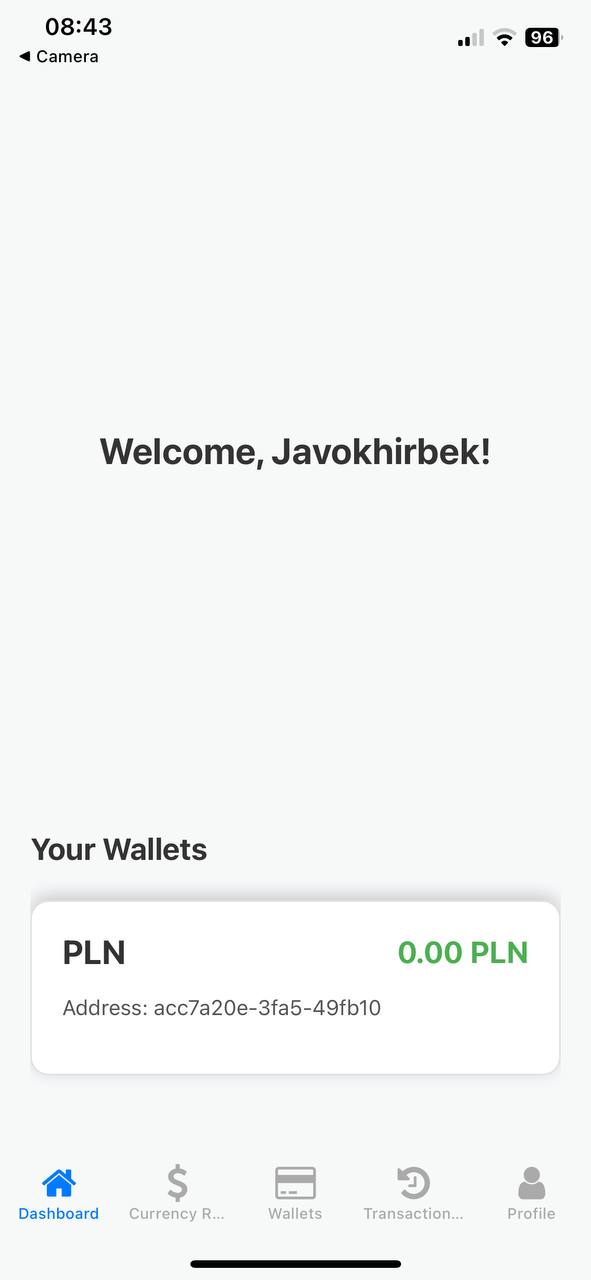 08:43
◀ Camera
96
Welcome, Javokhirbek!
Your Wallets
PLN
0.00 PLN
Address: acc7a20e-3fa5-49fb10
Dashboard
Currency R...
Wallets
Transaction...
Profile